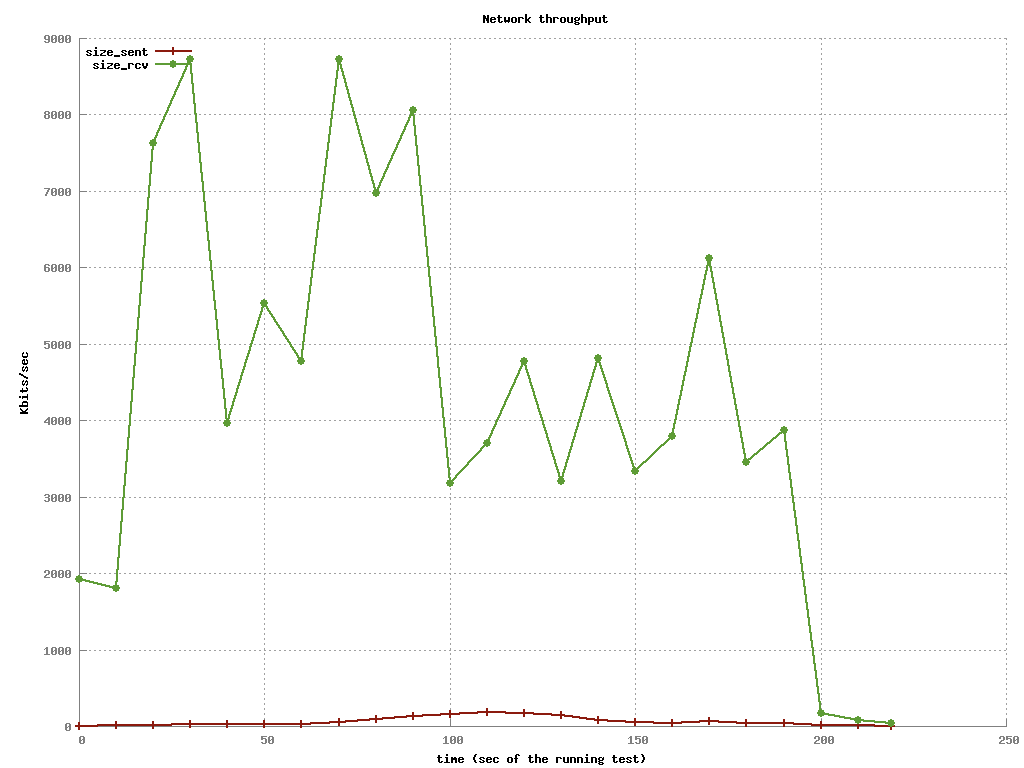 Network throughput
size_sent
size_rcv
9000
8000
7000
6000
5000
4000
3000
2000
1000
0
Kbits/sec
0 50 100 150 200 250
time (sec of the running test)